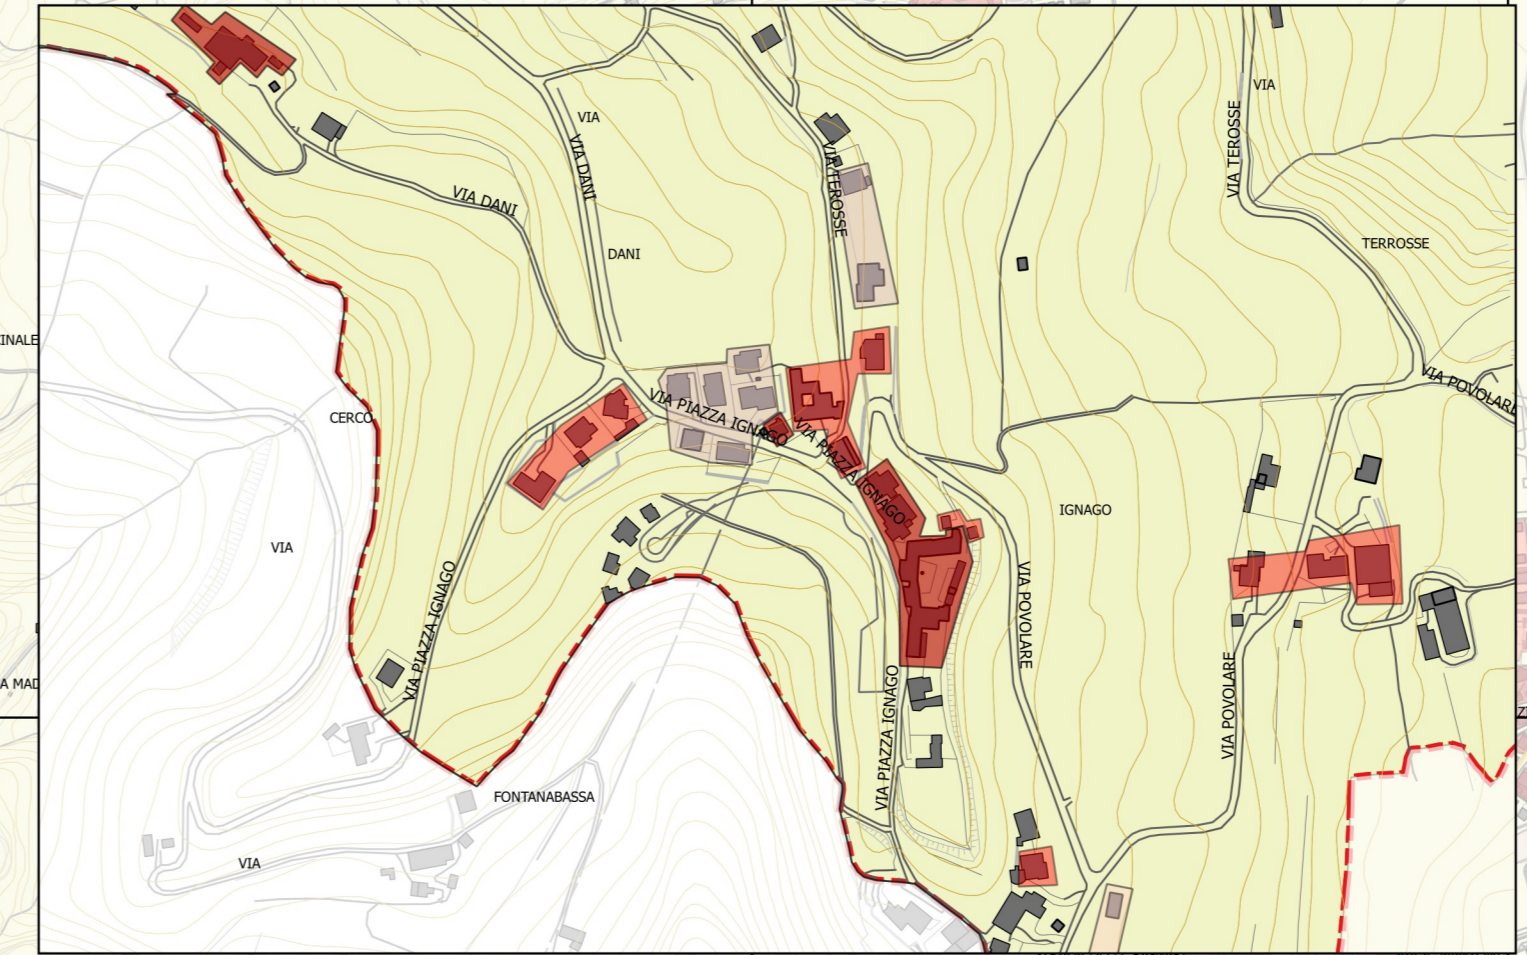 VIA
VIA TEROSSE
VIA
VIA DANI
VIA TEROSSE
VIA DANI
TERROSSE
DANI
INALE
VIA POVOLARE
VIA PIAZZA IGNAGO
CERCO
VIA PIAZZA IGNAGO
IGNAGO
VIA
VIA PIAZZA IGNAGO
VIA POVOLARE
VIA POVOLARE
A MAD
VIA PIAZZA IGNAGO
FONTANABASSA
VIA